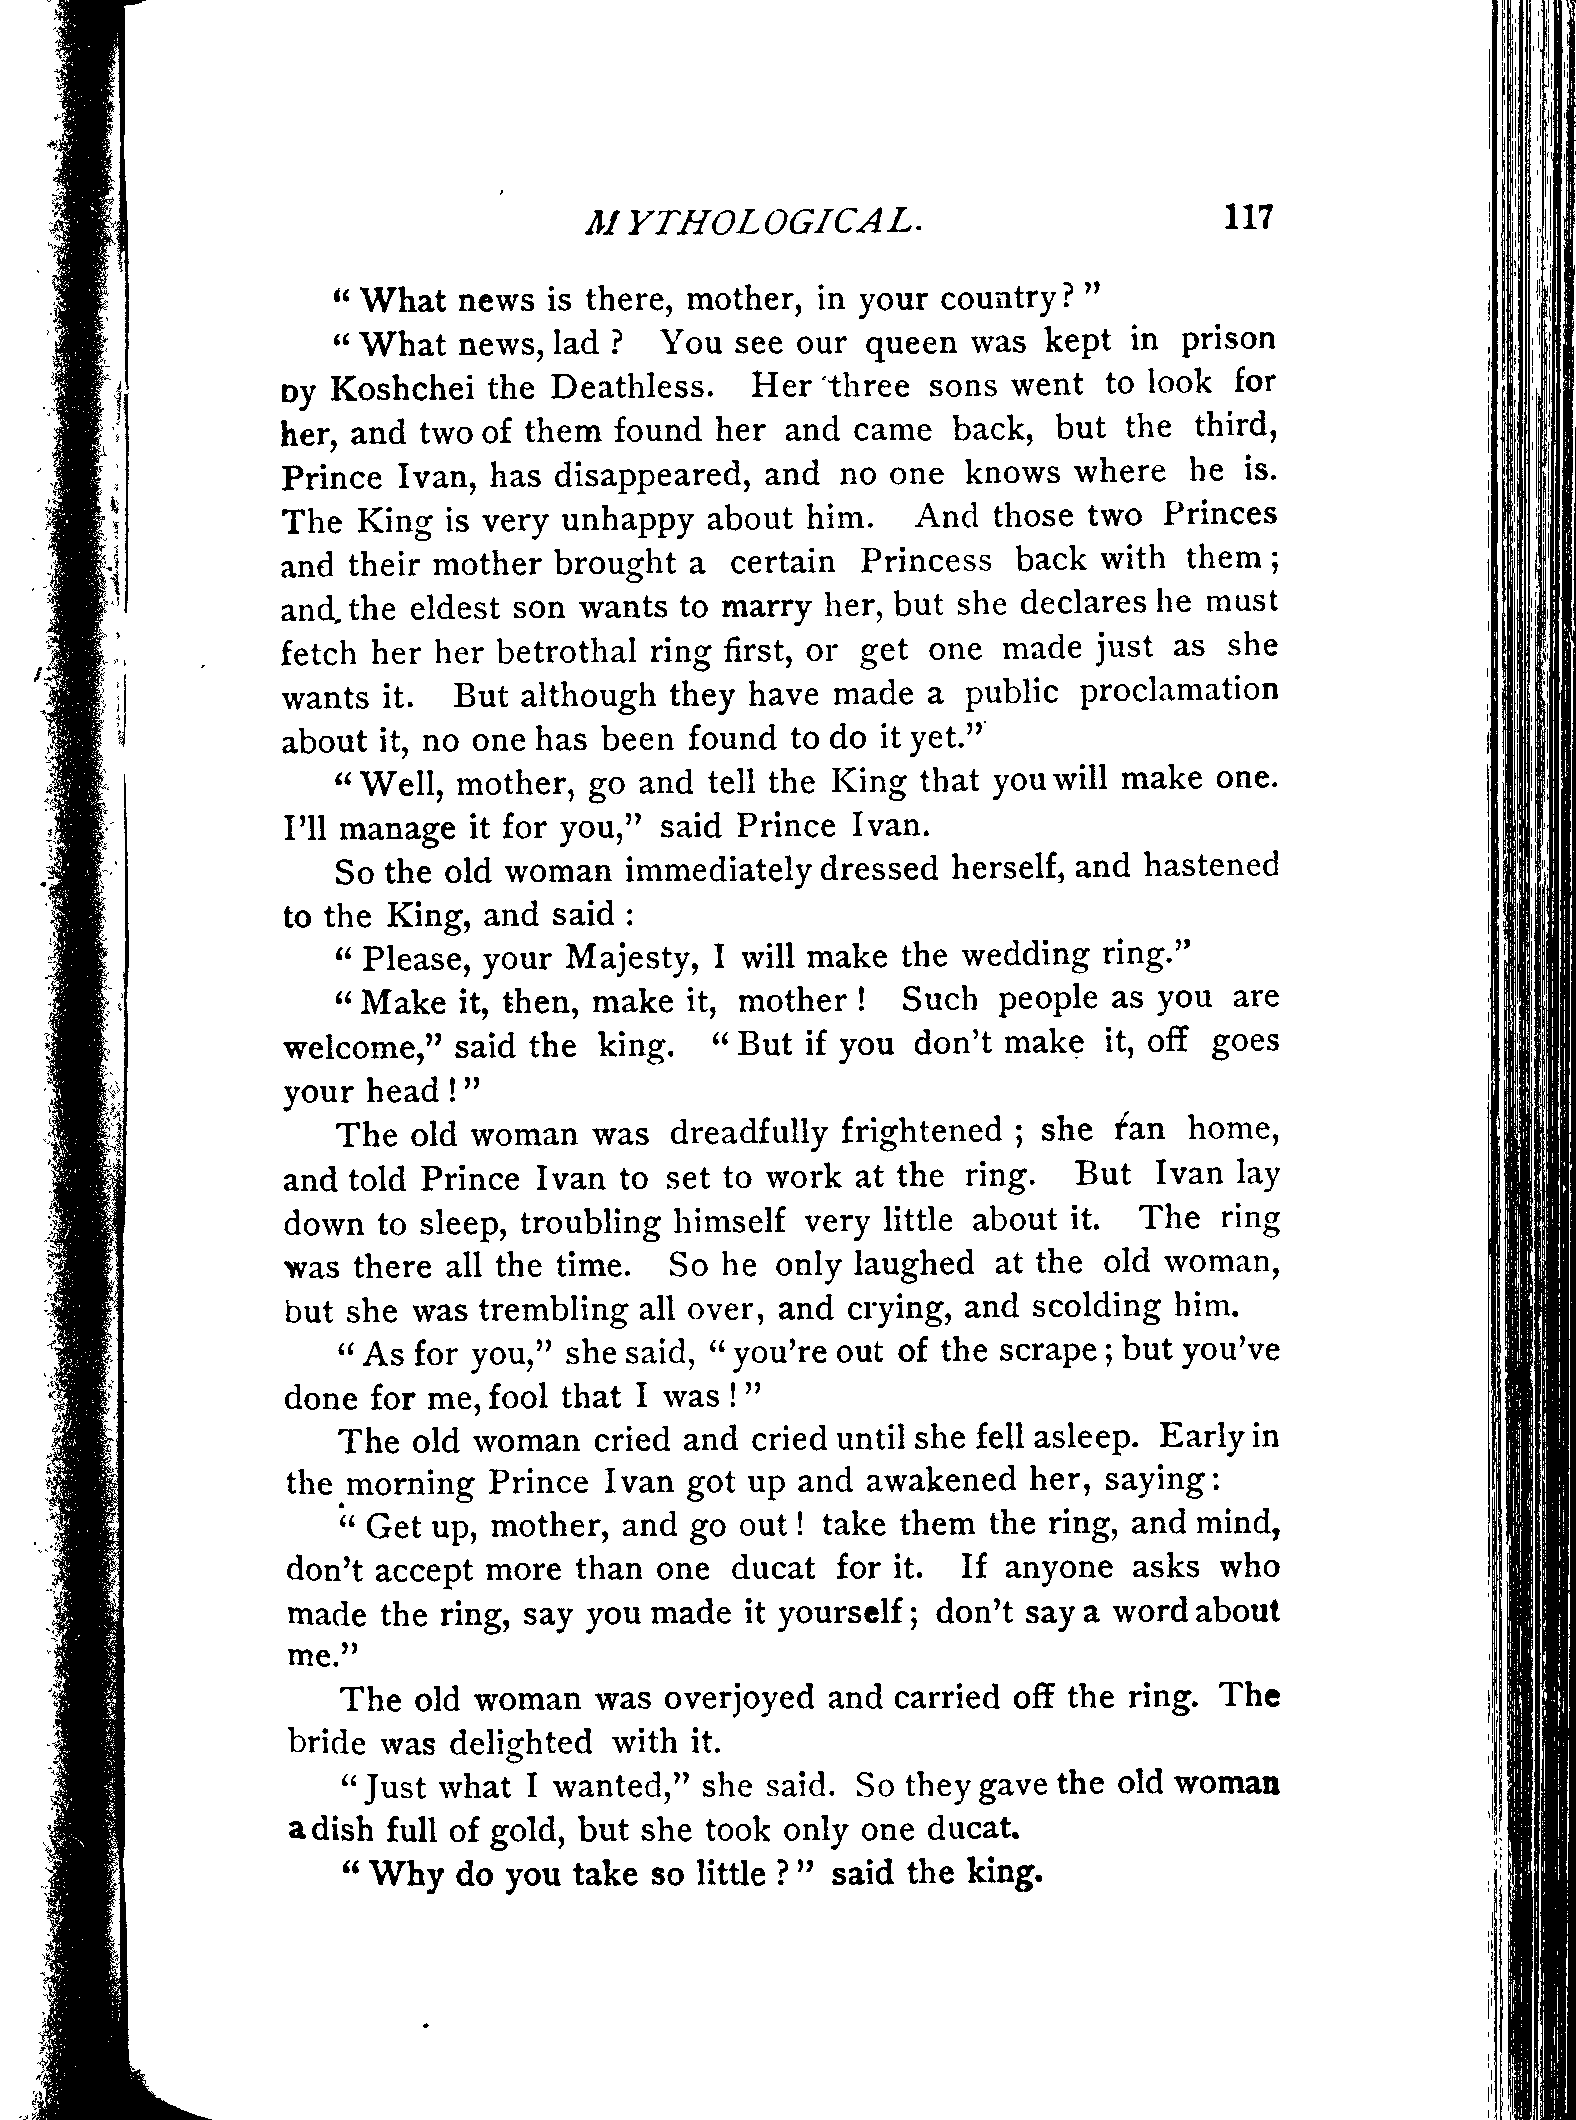 MYTHOLOGICAL. 117
“ What news is there, mother, in your country? ”
“ What news, lad ? You see our queen was kept in prison
by Koshchei the Deathless. Her three sons went to look for
her, and two of them found her and came back, but the third,
Prince Ivan, has disappeared, and no one knows where he is.
The King is very unhappy about him. And those two Princes
and their mother brought a certain Princess back with them ;
and the eldest son wants to marry her, but she declares he must
fetch her her betrothal ring first, or get one made just as she
wants it. But although they have made a public proclamation
about it, no one has been found to do it yet.”
“ Well, mother, go and tell the King that you will make one.
I’ll manage it for you,” said Prince Ivan.
So the old woman immediately dressed herself, and hastened
to the King, and said :
“ Please, your Majesty, I will make the wedding ring.”
“ Make it, then, make it, mother ! Such people as you are
welcome,” said the king. “ But if you don’t make it, off goes
your head ! ”
The old woman was dreadfully frightened ; she ran home,
and told Prince Ivan to set to work at the ring. But Ivan lay
down to sleep, troubling himself very little about it. The ring
was there all the time. So he only laughed at the old woman,
but she was trembling all over, and crying, and scolding him.
“ As for you,” she said, “ you’re out of the scrape ; but you’ve
done for me, fool that I was ! ”
The old woman cried and cried until she fell asleep. Early in
the morning Prince Ivan got up and awakened her, saying :
“ Get up, mother, and go out ! take them the ring, and mind,
don’t accept more than one ducat for it. If anyone asks who
made the ring, say you made it yourself ; don’t say a word about
me.”
The old woman was overjoyed and carried off the ring. The
bride was delighted with it.
“ Just what I wanted,” she said. So they gave the old woman
a dish full of gold, but she took only one ducat.
“ Why do you take so little ? ” said the king.